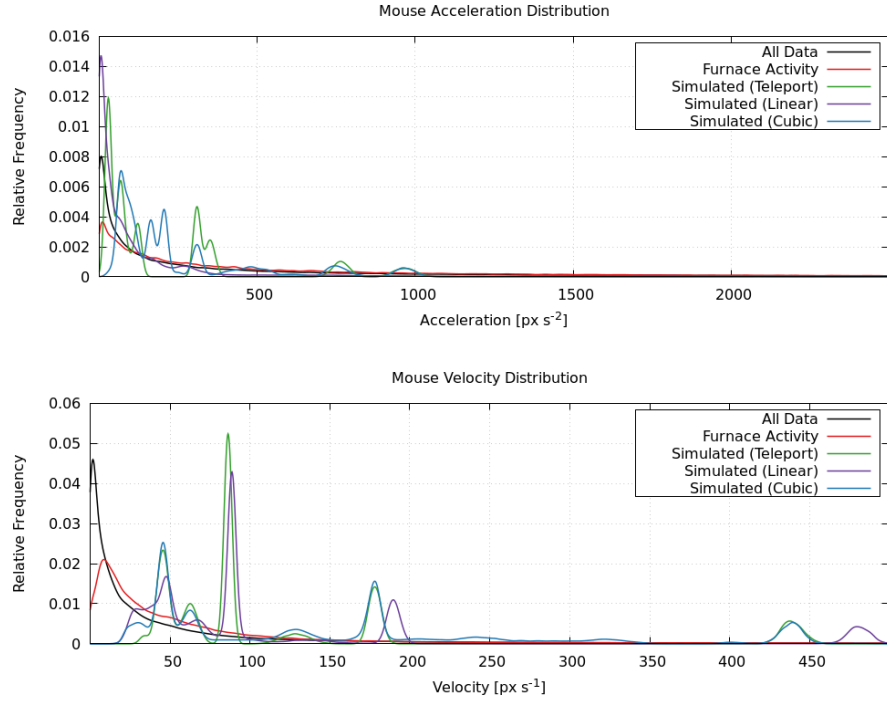 Mouse Acceleration Distribution
0.016
0.014
0.012
0.01
0.008
0.006
0.004
0.002
0
Relative Frequency
All Data
Furnace Activity
Simulated (Teleport)
Simulated (Linear)
Simulated (Cubic)
500 1000 1500 2000
Acceleration [px s-2]
Mouse Velocity Distribution
0.06
0.05
0.04
0.03
0.02
0.01
0
Relative Frequency
All Data
Furnace Activity
Simulated (Teleport)
Simulated (Linear)
Simulated (Cubic)
50 100 150 200 250 300 350 400 450
Velocity [px s-1]